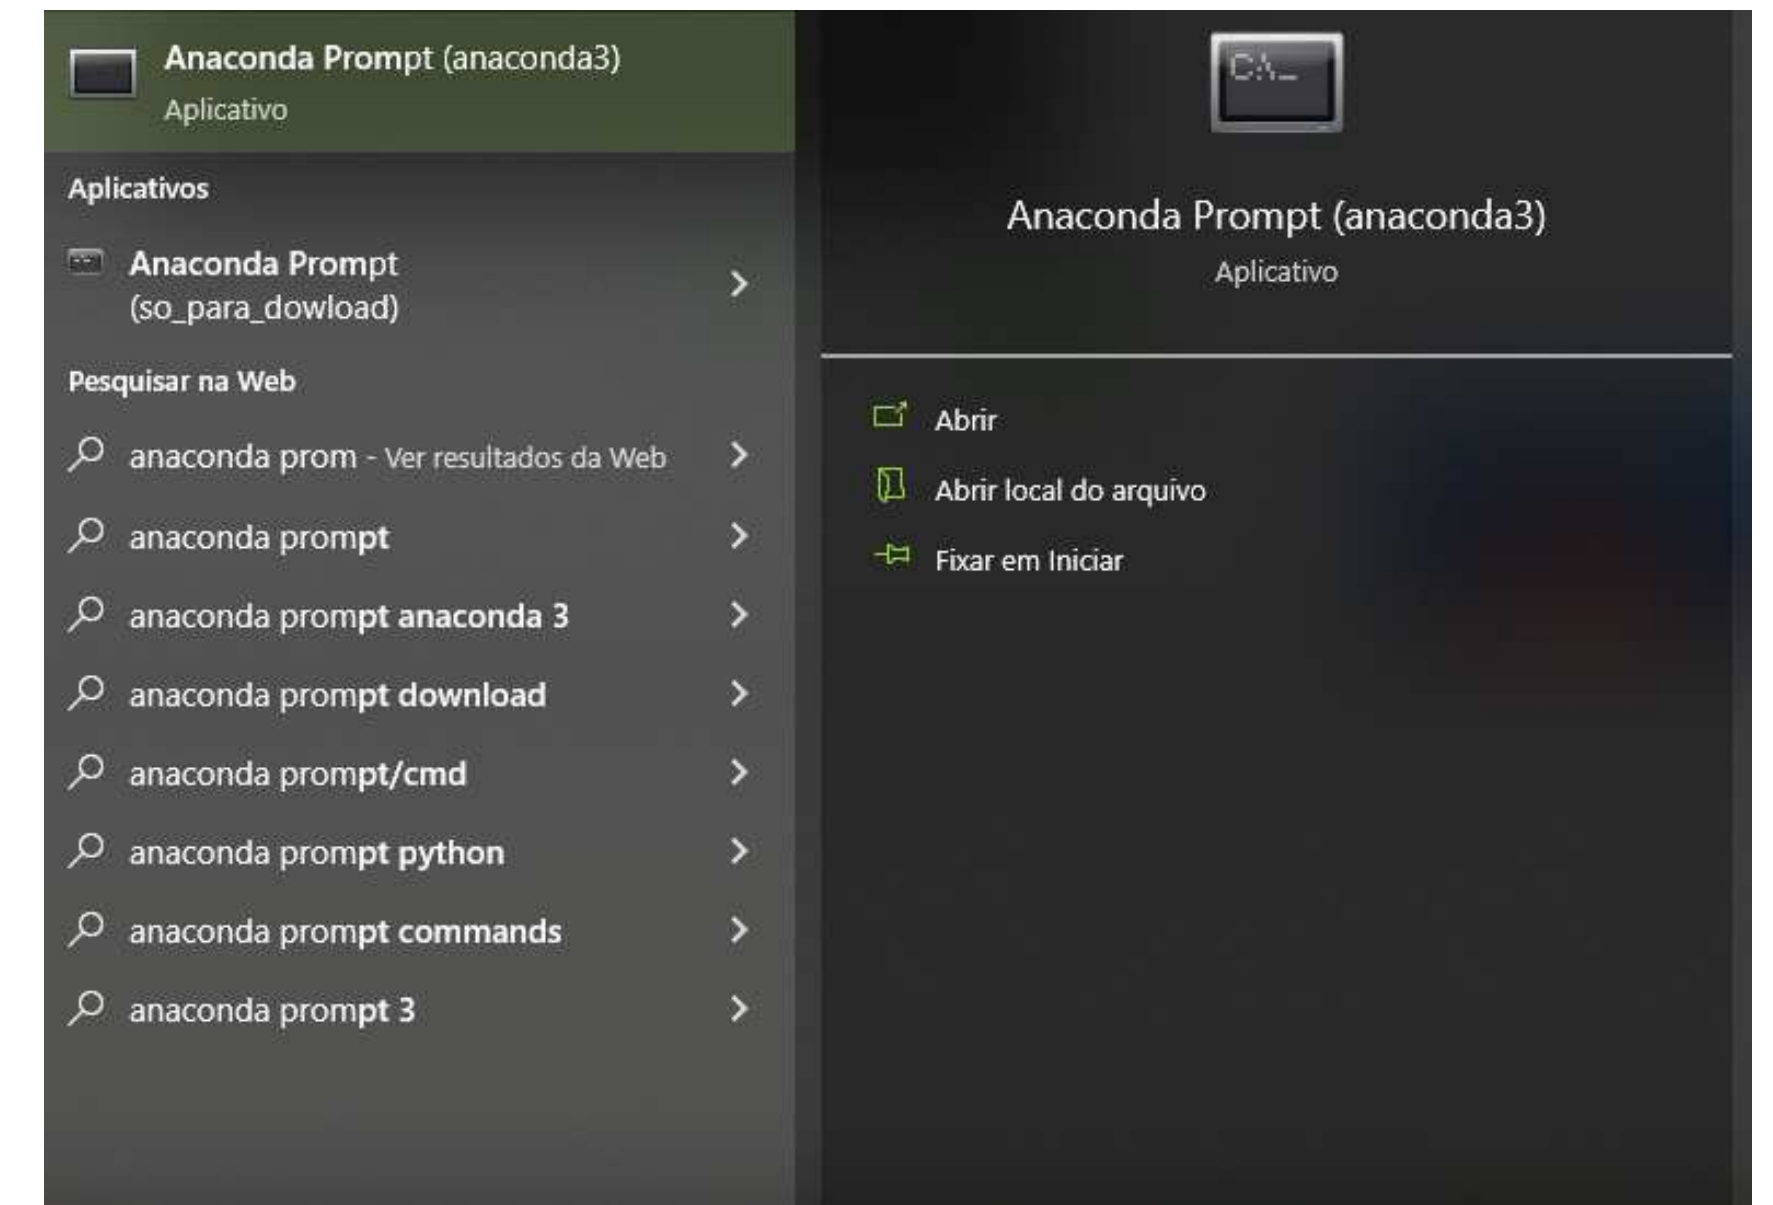 Anaconda Prompt (anaconda3)
Aplicativo
Aplicativos
Anaconda Prompt
(so_para_dowload)
Pesquisar na Web
anaconda prom - Ver resultados da Web
anaconda prompt
anaconda prompt anaconda 3
anaconda prompt download
anaconda prompt/cmd
anaconda prompt python
anaconda prompt commands
anaconda prompt 3
C:\_
Anaconda Prompt (anaconda3)
Aplicativo
Abrir
Abrir local do arquivo
Fixar em Iniciar